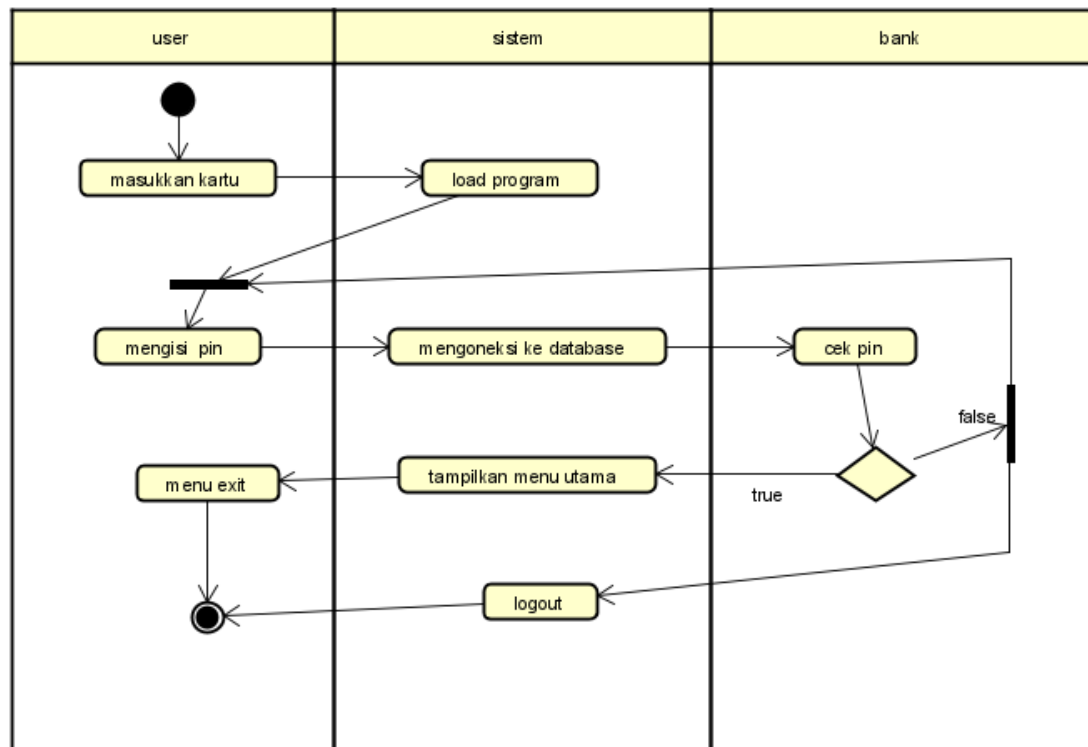 user
sistem
bank
masukkan kartu
load program
mengisi pin
mengoneksi ke database
cek pin
false
menu exit
tampilkan menu utama
true
logout